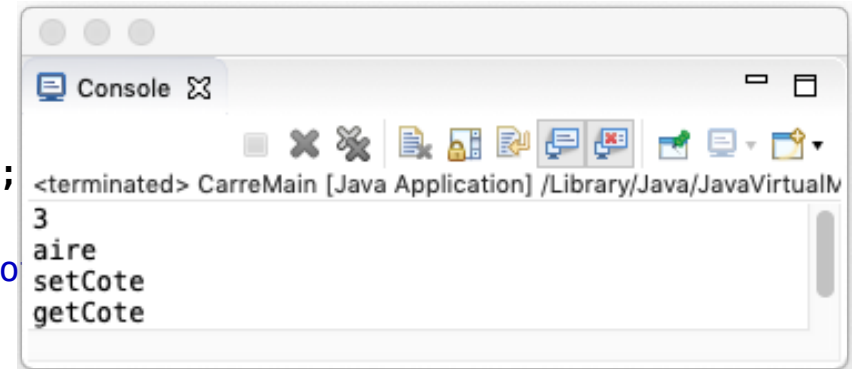 Console
;
<terminated> CarreMain [Java Application] /Library/Java/JavaVirtualM
3
aire
o
setCote
getCote